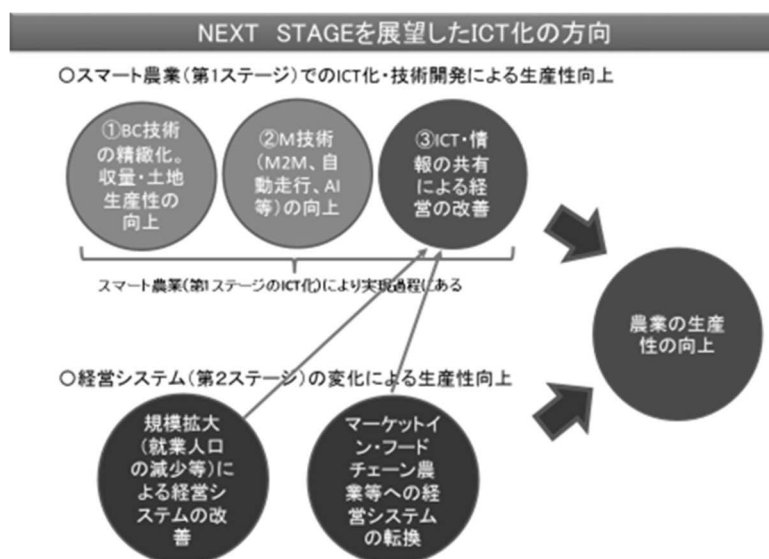 NEXT STAGEを展望したICT化の方向
○スマート農業(第1ステージ)でのICT化・技術開発による生産性向上
①BC技術
の精緻化。
収量・土地
生産性の
向上
②M技術
(M2M、自
動走行、AI
等)の向上
③ICT・情
報の共有
による経
営の改善
スマート農業(第1ステージのICT化)により実現過程にある
農業の生産
性の向上
○経営システム(第2ステージ)の変化による生産性向上
規模拡大
(就業人口
の減少等)に
よる経営シ
ステムの改
善
マーケットイ
ン・フード
チェーン農
業等への経
営システム
の転換